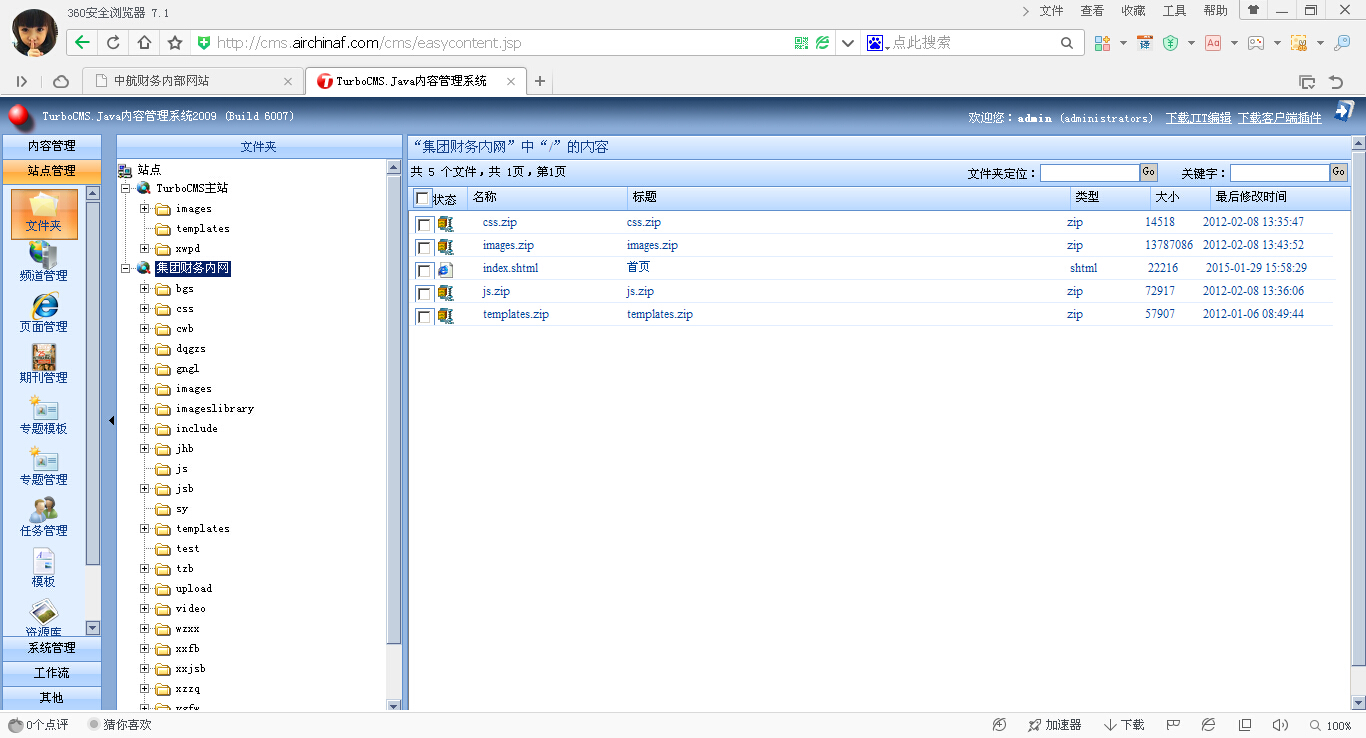 360安全浏览器 7.1
文件 查看 收藏 工具 帮助
http://cms.airchinaf.com/cms/easycontent.jsp
点此搜索
中航财务内部网站
TurboCMS.Java内容管理系统
TurboCMS.Java内容管理系统2009 (Build 6007)
欢迎您：admin (administrators) 下载JIT编辑 下载客户端插件
内容管理
站点管理
文件夹
频道管理
页面管理
期刊管理
专题模板
专题管理
任务管理
模板
资源库
系统管理
工作流
其他
文件夹
站点
TurboCMS主站
images
templates
xwpd
集团财务内网
bgs
css
cwb
dqgzs
gngl
images
imageslibrary
include
jhb
js
jsb
sy
templates
test
tzb
upload
video
wzxx
xxfb
xxjsb
xzzq
“集团财务内网”中“/”的内容
共 5 个文件，共 1页，第1页
文件夹定位： Go 关键字： Go
状态 名称 标题 类型 大小 最后修改时间
css.zip css.zip zip 14518 2012-02-08 13:35:47
images.zip images.zip zip 13787086 2012-02-08 13:43:52
index.shtml 首页 shtml 22216 2015-01-29 15:58:29
js.zip js.zip zip 72917 2012-02-08 13:36:06
templates.zip templates.zip zip 57907 2012-01-06 08:49:44
0个点评 猜你喜欢
加速器 下载 100%